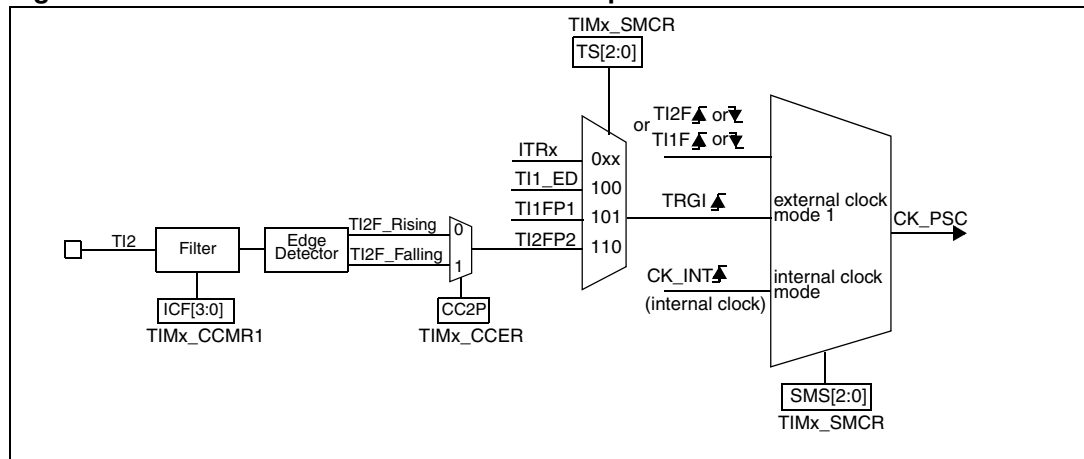 TIMx_SMCR
TS[2:0]
or
TI2F or
TI1F or
ITRx
0xx
TI1_ED
100
TI1FP1
101
TI2FP2
110
TRGI
external clock
mode 1
CK_PSC
CK_INT
(internal clock)
internal clock
mode
TI2
Filter
Edge
Detector
TI2F_Rising
TI2F_Falling
0
1
ICF[3:0]
TIMx_CCMR1
CC2P
TIMx_CCER
SMS[2:0]
TIMx_SMCR